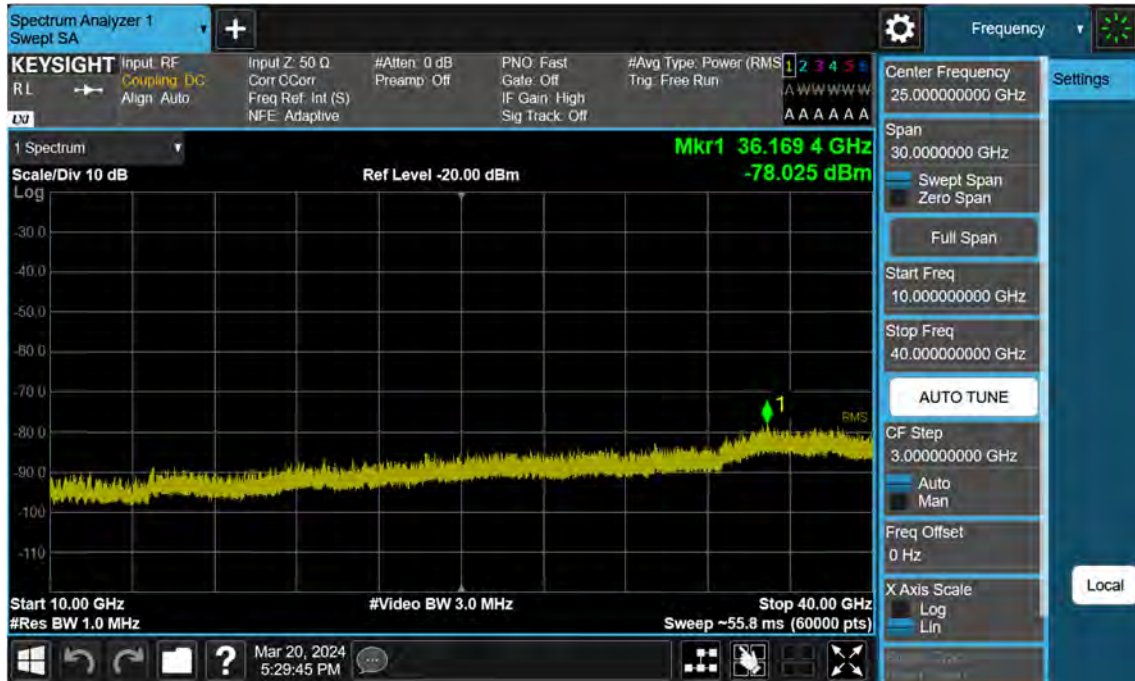 Spectrum Analyzer 1
Swept SA
Frequency
KEYSIGHT
RL
LXI
Input: RF
Coupling: DC
Align: Auto
Input Z: 50 Ω
Corr CCorr
Freq Ref: Int (S)
NFE: Adaptive
#Atten: 0 dB
Preamp: Off
PNO: Fast
Gate: Off
IF Gain: High
Sig Track: Off
#Avg Type: Power (RMS
Trig: Free Run
1 2 3 4 5 6
A W W W W W
A A A A A A
1 Spectrum
Scale/Div 10 dB
Ref Level -20.00 dBm
Mkr1 36.169 4 GHz
-78.025 dBm
Log
-30.0
-40.0
-50.0
-60.0
-70.0
-80.0
-90.0
-100
-110
1
RMS
Start 10.00 GHz
#Res BW 1.0 MHz
#Video BW 3.0 MHz
Stop 40.00 GHz
Sweep ~55.8 ms (60000 pts)
Mar 20, 2024
5:29:45 PM
Center Frequency
25.000000000 GHz
Span
30.0000000 GHz
Swept Span
Zero Span
Full Span
Start Freq
10.000000000 GHz
Stop Freq
40.000000000 GHz
AUTO TUNE
CF Step
3.000000000 GHz
Auto
Man
Freq Offset
0 Hz
X Axis Scale
Log
Lin
Settings
Local